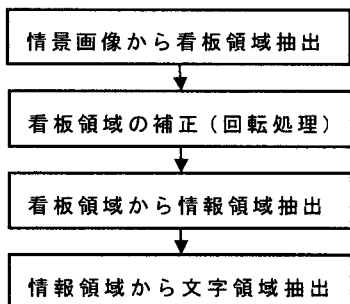 情景画像から看板領域抽出
看板領域の補正（回転処理）
看板領域から情報領域抽出
情報領域から文字領域抽出